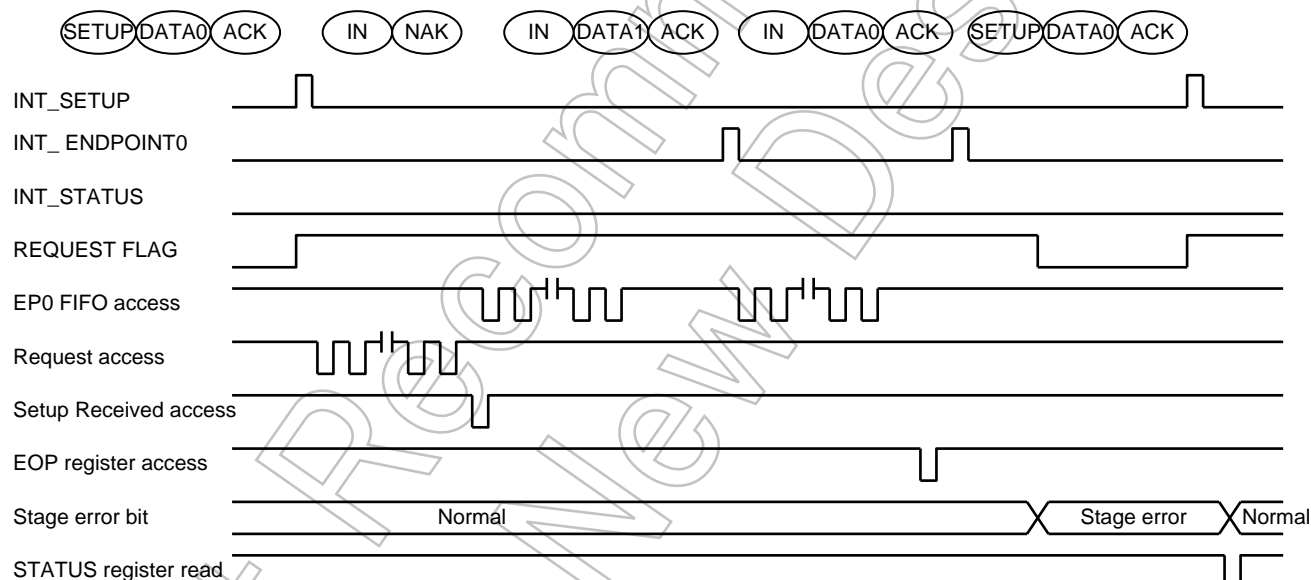 SETUP DATA0 ACK IN NAK IN DATA1 ACK IN DATA0 ACK SETUP DATA0 ACK
INT_SETUP
INT_ ENDPOINT0
INT_STATUS
REQUEST FLAG
EP0 FIFO access
Request access
Setup Received access
EOP register access
Stage error bit Normal Stage error Normal
STATUS register read